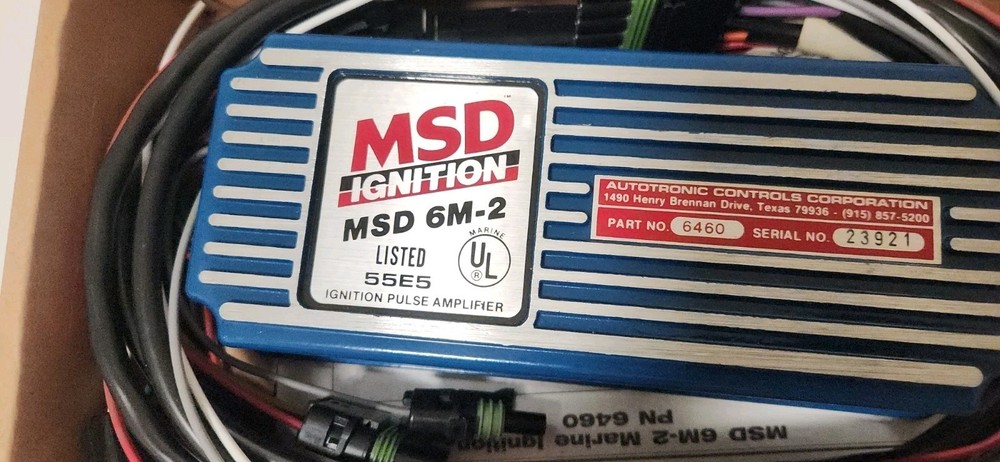 MSD
IGNITION
MSD 6M-2
LISTED
55E5
MARINE
UL
®
IGNITION PULSE AMPLIFIER
AUTOTRONIC CONTROLS CORPORATION
1490 Henry Brennan Drive, Texas 79936 - (915) 857-5200
PART NO. 6460 SERIAL NO. 23921
MSD 6M-2 Marine Ignition
PN 6460